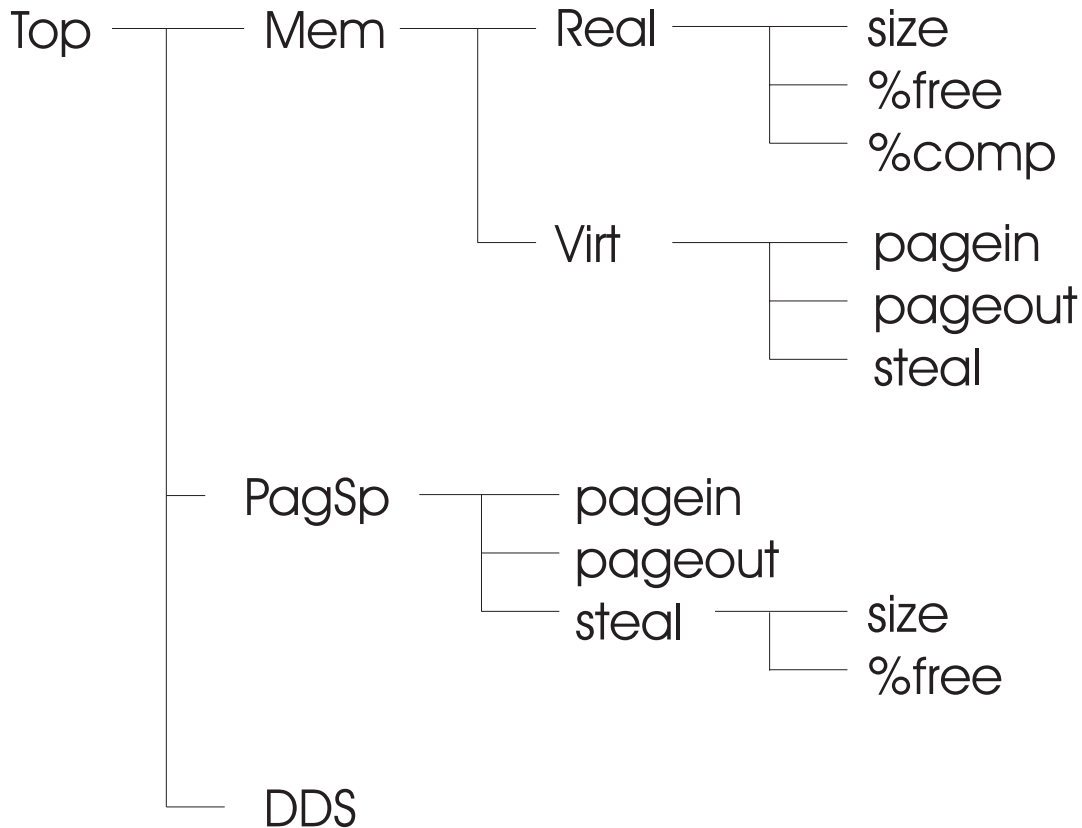 Top Mem Real size
%free
%comp
Virt pagein
pageout
steal
PagSp pagein
pageout
steal size
%free
DDS